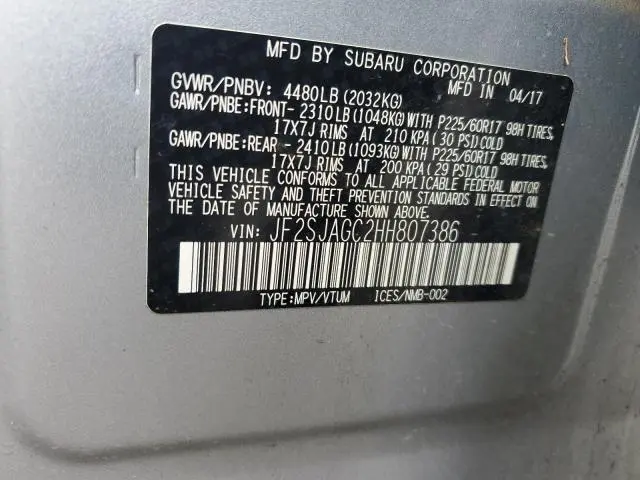 MFD BY SUBARU CORPORATION
MFD IN 04/17
GVWR/PNBV: 4480LB (2032KG)
GAWR/PNBE:FRONT- 2310LB (1048KG) WITH P225/60R17 98H TIRES,
17X7J RIMS AT 210 KPA (30 PSI) COLD
GAWR/PNBE:REAR - 2410LB (1093KG) WITH P225/60R17 98H TIRES,
17X7J RIMS AT 200 KPA (29 PSI) COLD
THIS VEHICLE CONFORMS TO ALL APPLICABLE FEDERAL MOTOR
VEHICLE SAFETY AND THEFT PREVENTION STANDARDS IN EFFECT ON
THE DATE OF MANUFACTURE SHOWN ABOVE.
VIN: JF2SJAGC2HH807386
TYPE:MPV/VTUM ICES/NMB-002